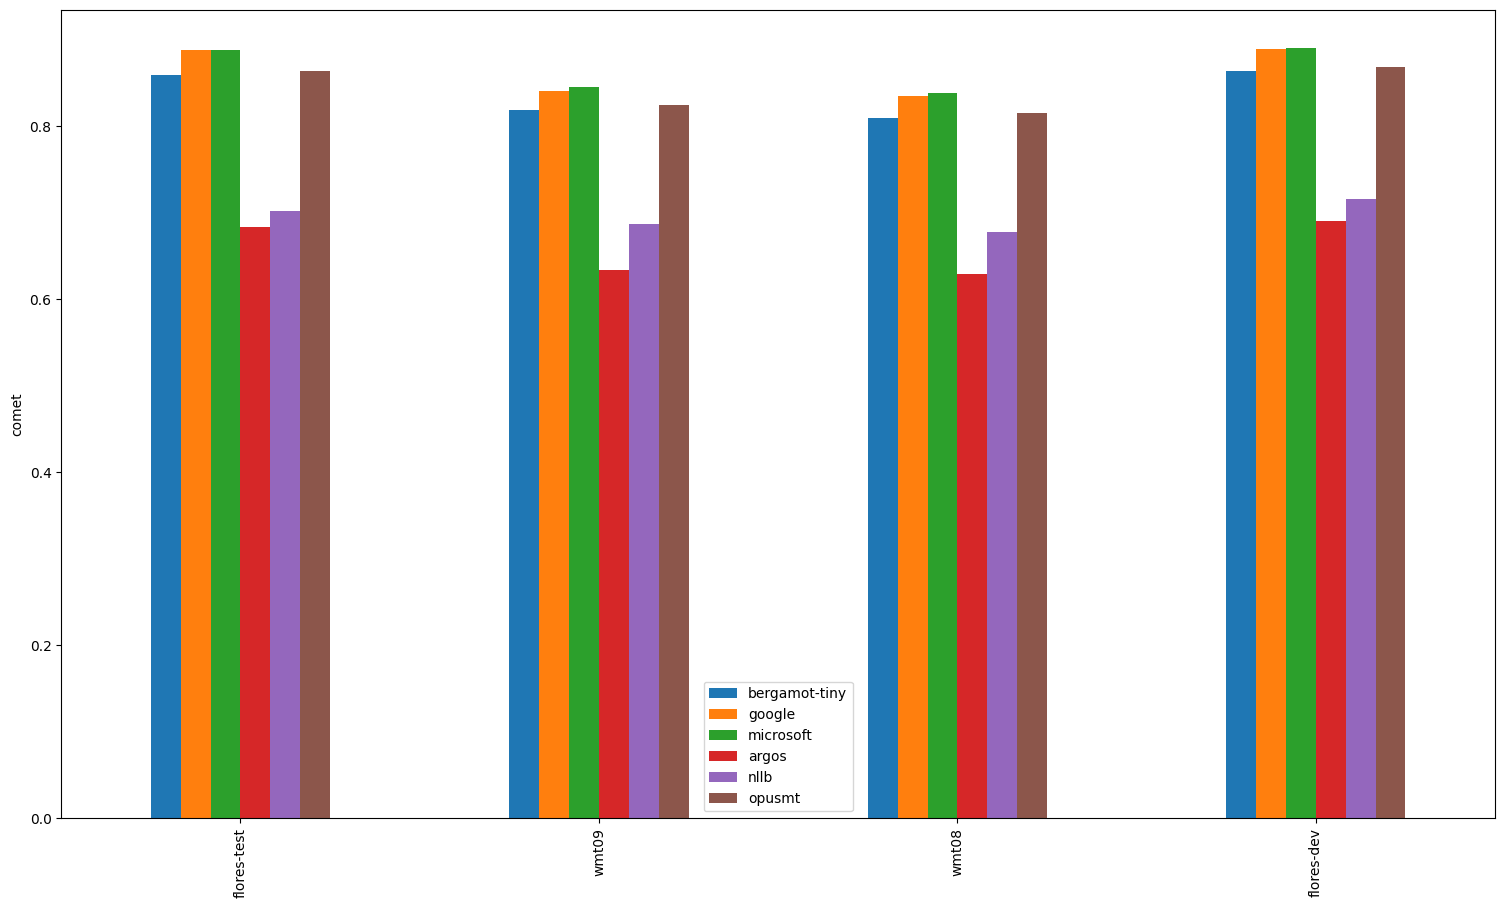 comet
0.8
0.6
0.4
0.2
0.0
bergamot-tiny
google
microsoft
argos
nllb
opusmt
flores-test
wmt09
wmt08
flores-dev